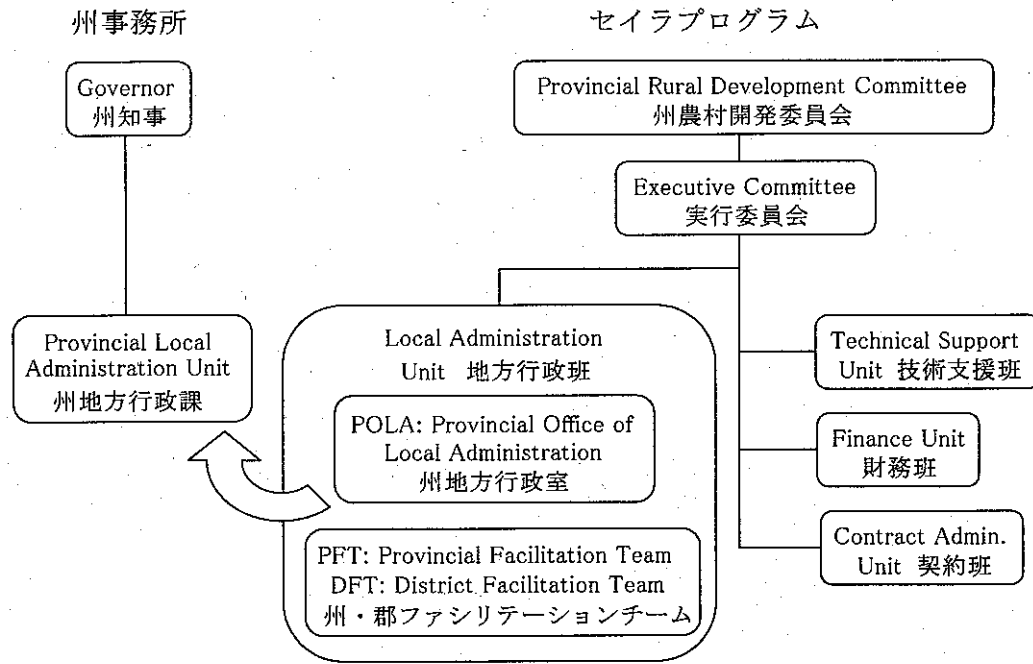 州事務所
Governor
州知事
Provincial Local
Administration Unit
州地方行政課
セイラプログラム
Provincial Rural Development Committee
州農村開発委員会
Executive Committee
実行委員会
Local Administration
Unit 地方行政班
POLA: Provincial Office of
Local Administration
州地方行政室
PFT: Provincial Facilitation Team
DFT: District Facilitation Team
州・郡ファシリテーションチーム
Technical Support
Unit 技術支援班
Finance Unit
財務班
Contract Admin.
Unit 契約班